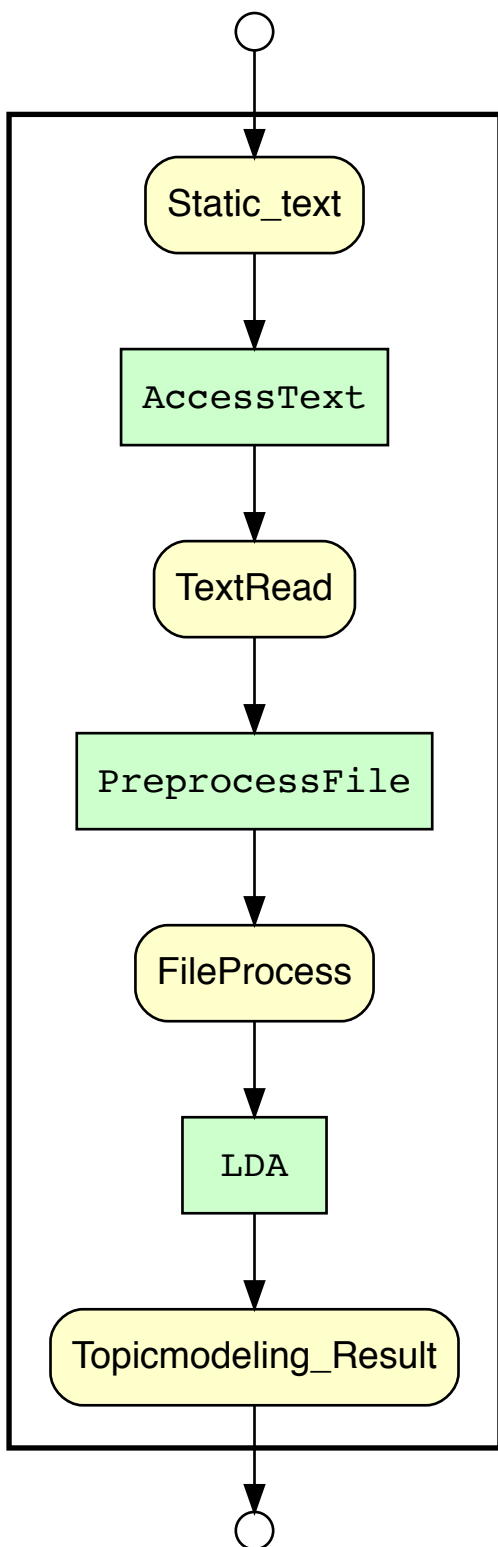 Static_text
AccessText
TextRead
PreprocessFile
FileProcess
LDA
Topicmodeling_Result